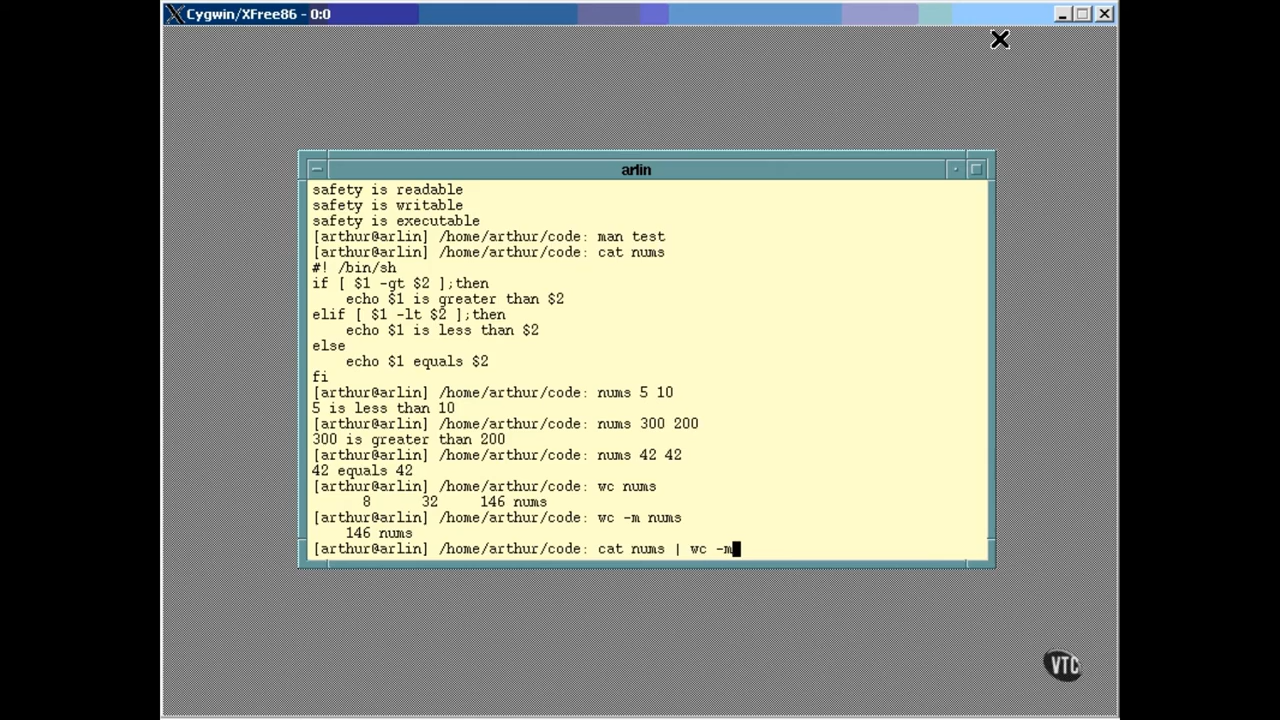 Cygwin/XFree86 - 0:0
arlin
safety is readable
safety is writable
safety is executable
[arthur@arlin] /home/arthur/code: man test
[arthur@arlin] /home/arthur/code: cat nums
#! /bin/sh
if [ $1 -gt $2 ];then
    echo $1 is greater than $2
elif [ $1 -lt $2 ];then
    echo $1 is less than $2
else
    echo $1 equals $2
fi
[arthur@arlin] /home/arthur/code: nums 5 10
5 is less than 10
[arthur@arlin] /home/arthur/code: nums 300 200
300 is greater than 200
[arthur@arlin] /home/arthur/code: nums 42 42
42 equals 42
[arthur@arlin] /home/arthur/code: wc nums
      8      32     146 nums
[arthur@arlin] /home/arthur/code: wc -m nums
    146 nums
[arthur@arlin] /home/arthur/code: cat nums | wc -m
VTC